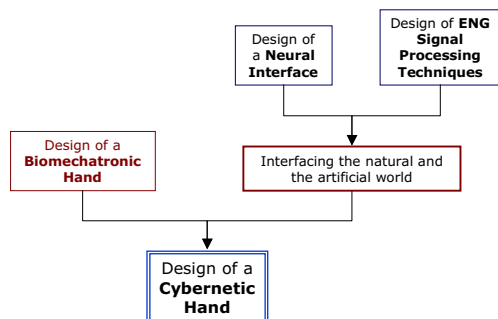 Design of
a Neural
Interface
Design of ENG
Signal
Processing
Techniques
Design of a
Biomechatronic
Hand
Interfacing the natural and
the artificial world
Design of a
Cybernetic
Hand